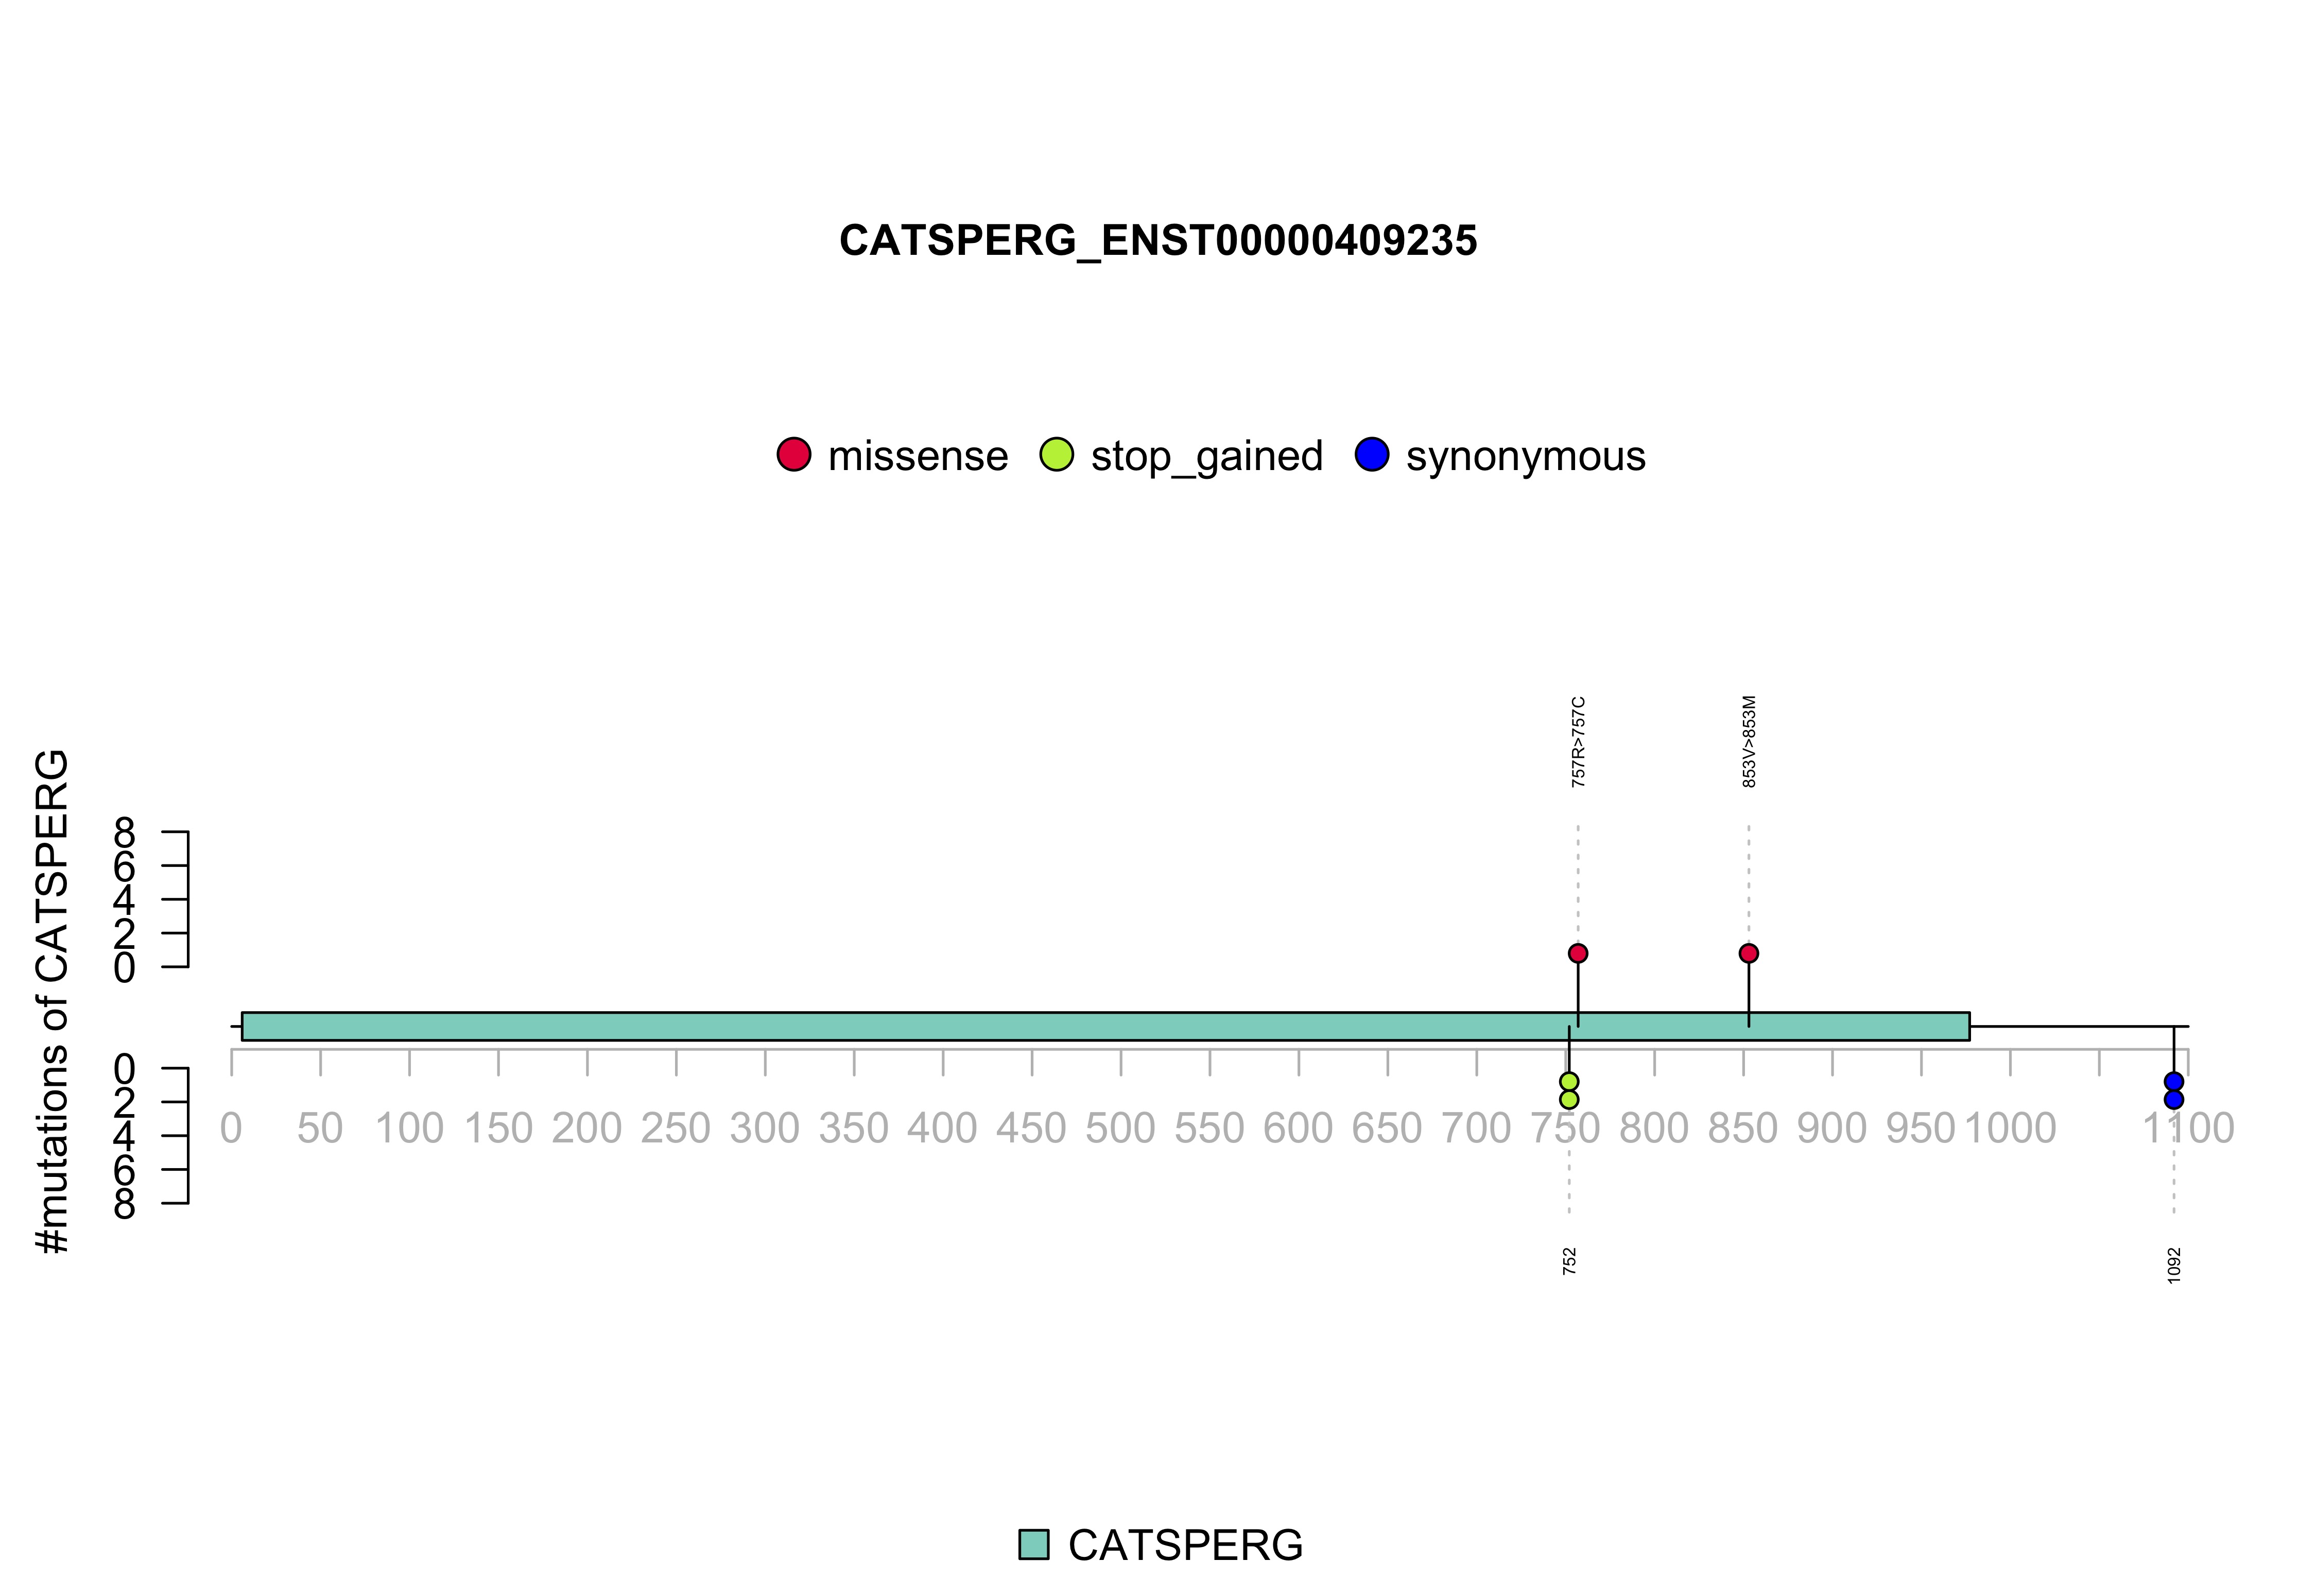 CATSPERG_ENST00000409235
missense stop_gained synonymous
#mutations of CATSPERG
757R>757C 853V>853M
8
6
4
2
0
0
2
4
6
8
0 50 100 150 200 250 300 350 400 450 500 550 600 650 700 750 800 850 900 950 1000 1100
752 1092
CATSPERG